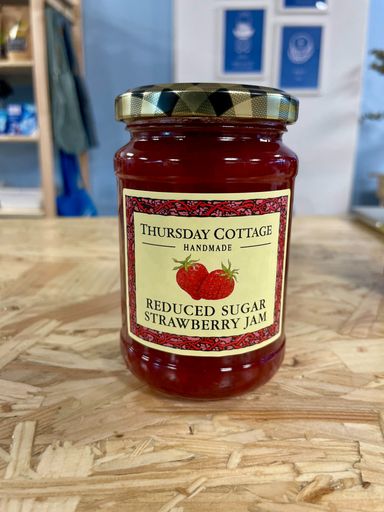 THURSDAY COTTAGE
HANDMADE
REDUCED SUGAR
STRAWBERRY JAM